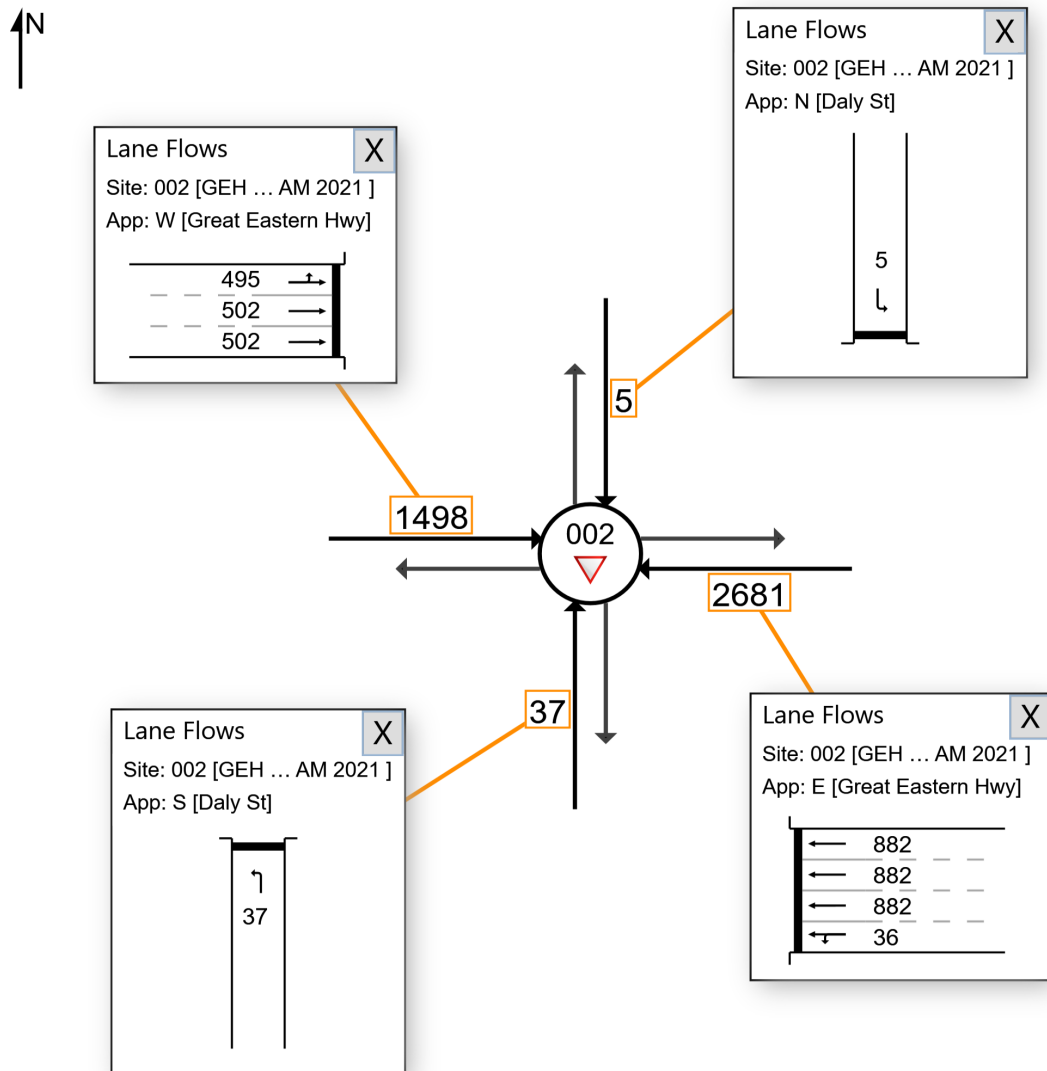 N
Lane Flows
X
Site: 002 [GEH ... AM 2021 ]
App: N [Daly St]
5
Lane Flows
X
Site: 002 [GEH ... AM 2021 ]
App: W [Great Eastern Hwy]
495
502
502
5
1498
002
2681
37
Lane Flows
X
Site: 002 [GEH ... AM 2021 ]
App: E [Great Eastern Hwy]
882
882
882
36
Lane Flows
X
Site: 002 [GEH ... AM 2021 ]
App: S [Daly St]
37